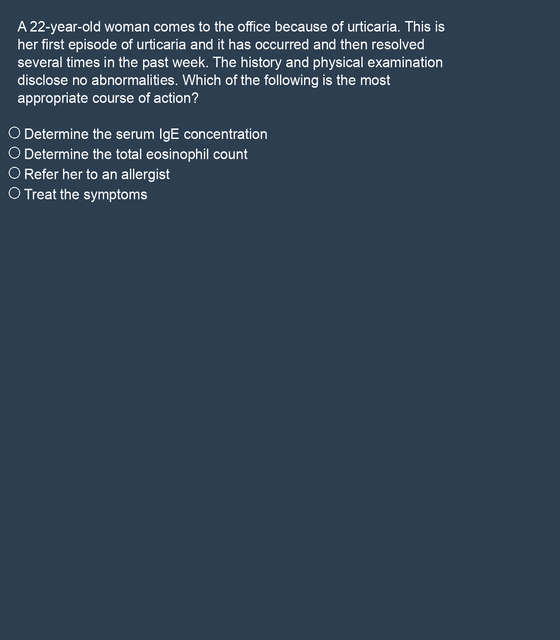 A 22-year-old woman comes to the office because of urticaria. This is
her first episode of urticaria and it has occurred and then resolved
several times in the past week. The history and physical examination
disclose no abnormalities. Which of the following is the most
appropriate course of action?
Determine the serum IgE concentration
Determine the total eosinophil count
Refer her to an allergist
Treat the symptoms